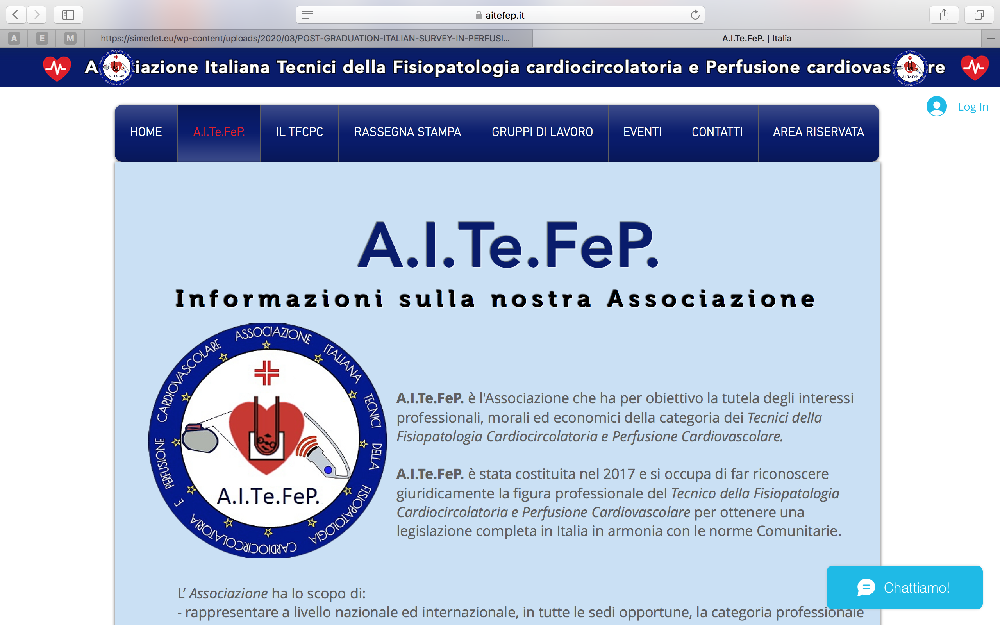 aitefep.it
A
E
M
https://simedet.eu/wp-content/uploads/2020/03/POST-GRADUATION-ITALIAN-SURVEY-IN-PERFUSI...
A.I.Te.FeP. | Italia
A iazione Italiana Tecnici della Fisiopatologia cardiocircolatoria e Perfusione cardiovas re
A.I.Te.FeP.
A.I.Te.FeP.
Log In
HOME
A.I.Te.FeP.
IL TFCPC
RASSEGNA STAMPA
GRUPPI DI LAVORO
EVENTI
CONTATTI
AREA RISERVATA
A.I.Te.FeP.
Informazioni sulla nostra Associazione
ASSOCIAZIONE ITALIANA TECNICI DELLA FISIOPATOLOGIA CARDIOCIRCOLATORIA E PERFUSIONE CARDIOVASCOLARE
A.I.Te.FeP.
A.I.Te.FeP. è l'Associazione che ha per obiettivo la tutela degli interessi
professionali, morali ed economici della categoria dei Tecnici della
Fisiopatologia Cardiocircolatoria e Perfusione Cardiovascolare.
A.I.Te.FeP. è stata costituita nel 2017 e si occupa di far riconoscere
giuridicamente la figura professionale del Tecnico della Fisiopatologia
Cardiocircolatoria e Perfusione Cardiovascolare per ottenere una
legislazione completa in Italia in armonia con le norme Comunitarie.
L’ Associazione ha lo scopo di:
- rappresentare a livello nazionale ed internazionale, in tutte le sedi opportune, la categoria professionale
Chattiamo!